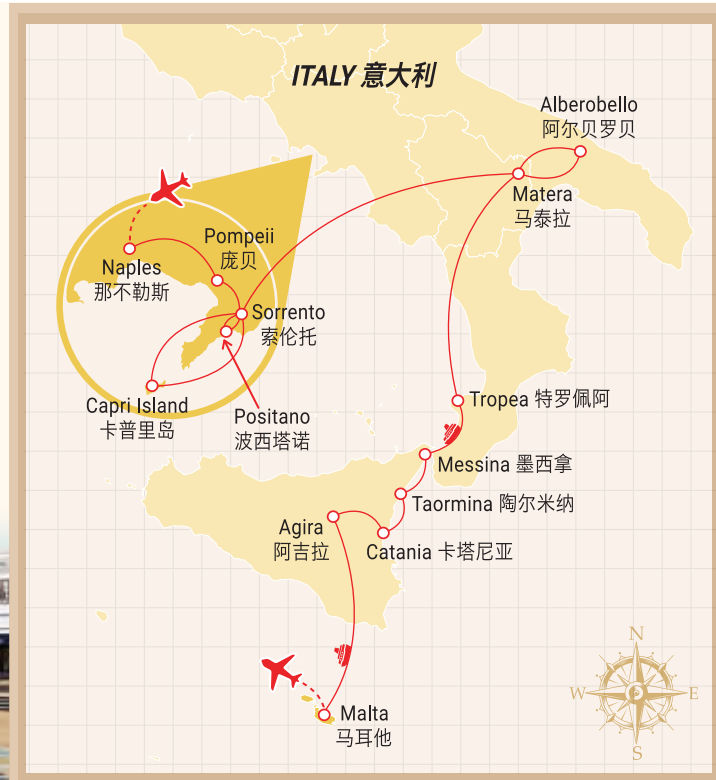 ITALY 意大利
Alberobello
阿尔贝罗贝
Matera
马泰拉
Pompeii
庞贝
Naples
那不勒斯
Sorrento
索伦托
Capri Island
卡普里岛
Positano
波西塔诺
Tropea 特罗佩阿
Messina 墨西拿
Taormina 陶尔米纳
Agira
阿吉拉
Catania 卡塔尼亚
Malta
马耳他
N
W
E
S